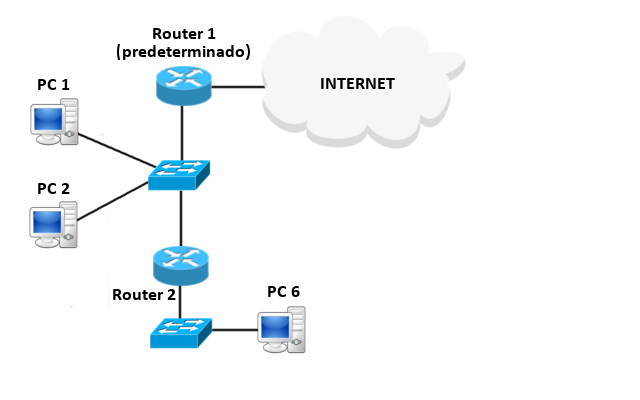 Router 1
(predeterminado)
INTERNET
PC 1
PC 2
Router 2
PC 6